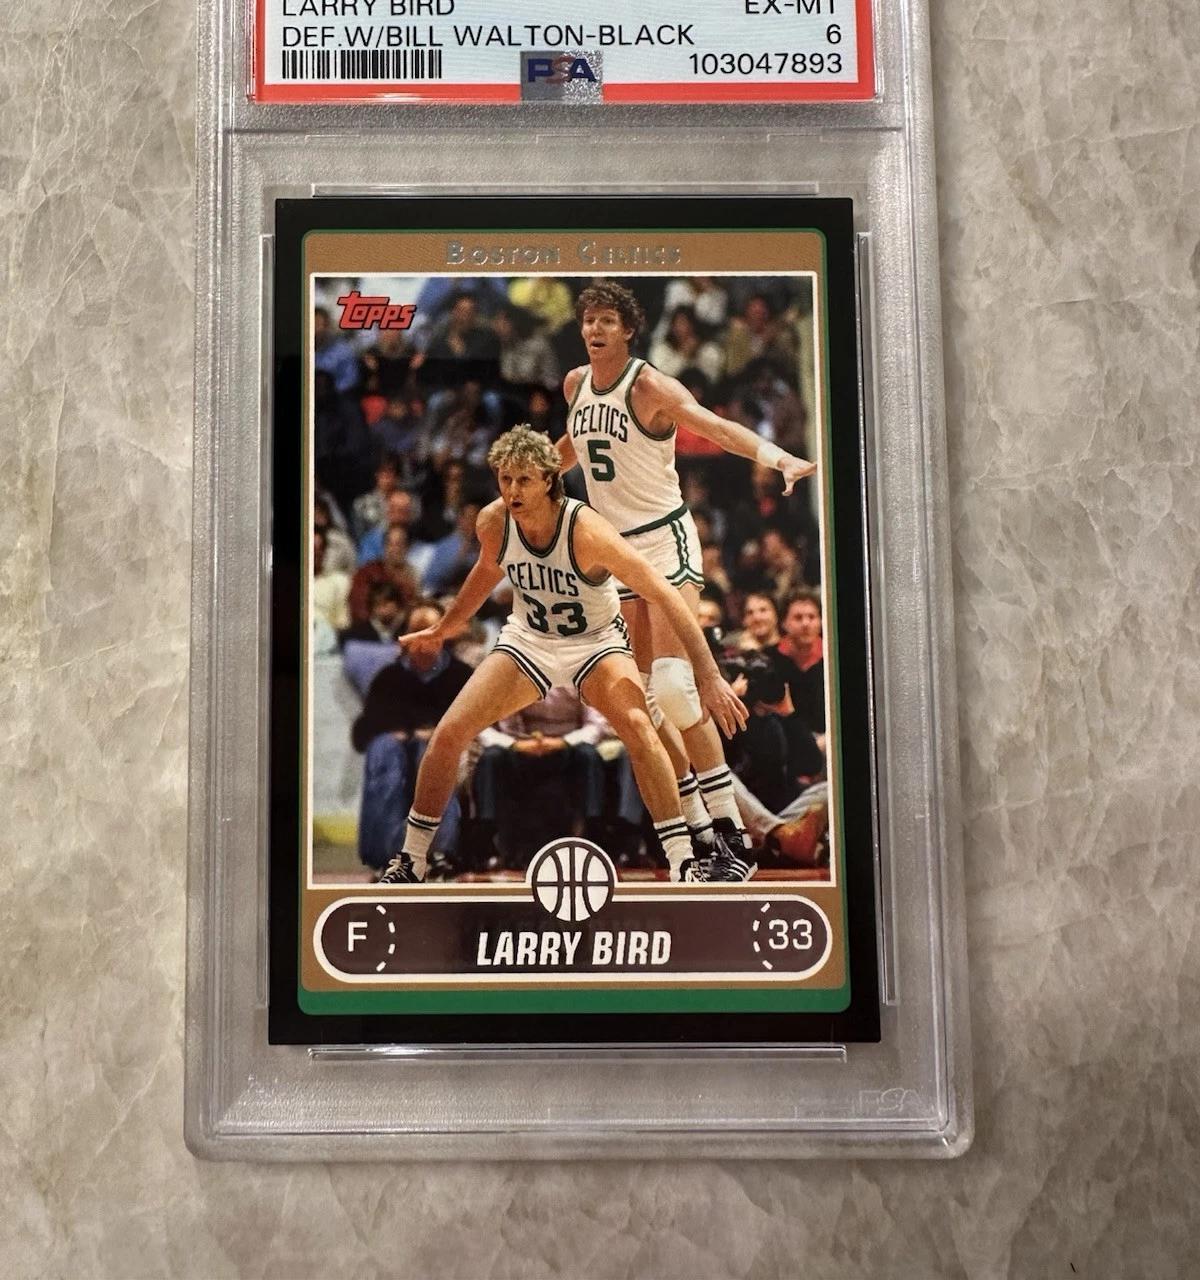 LARRY BIRD EX-MT
DEF.W/BILL WALTON-BLACK 6
PSA 103047893
BOSTON CELTICS
topps
CELTICS
5
CELTICS
33
F LARRY BIRD 33
PSA